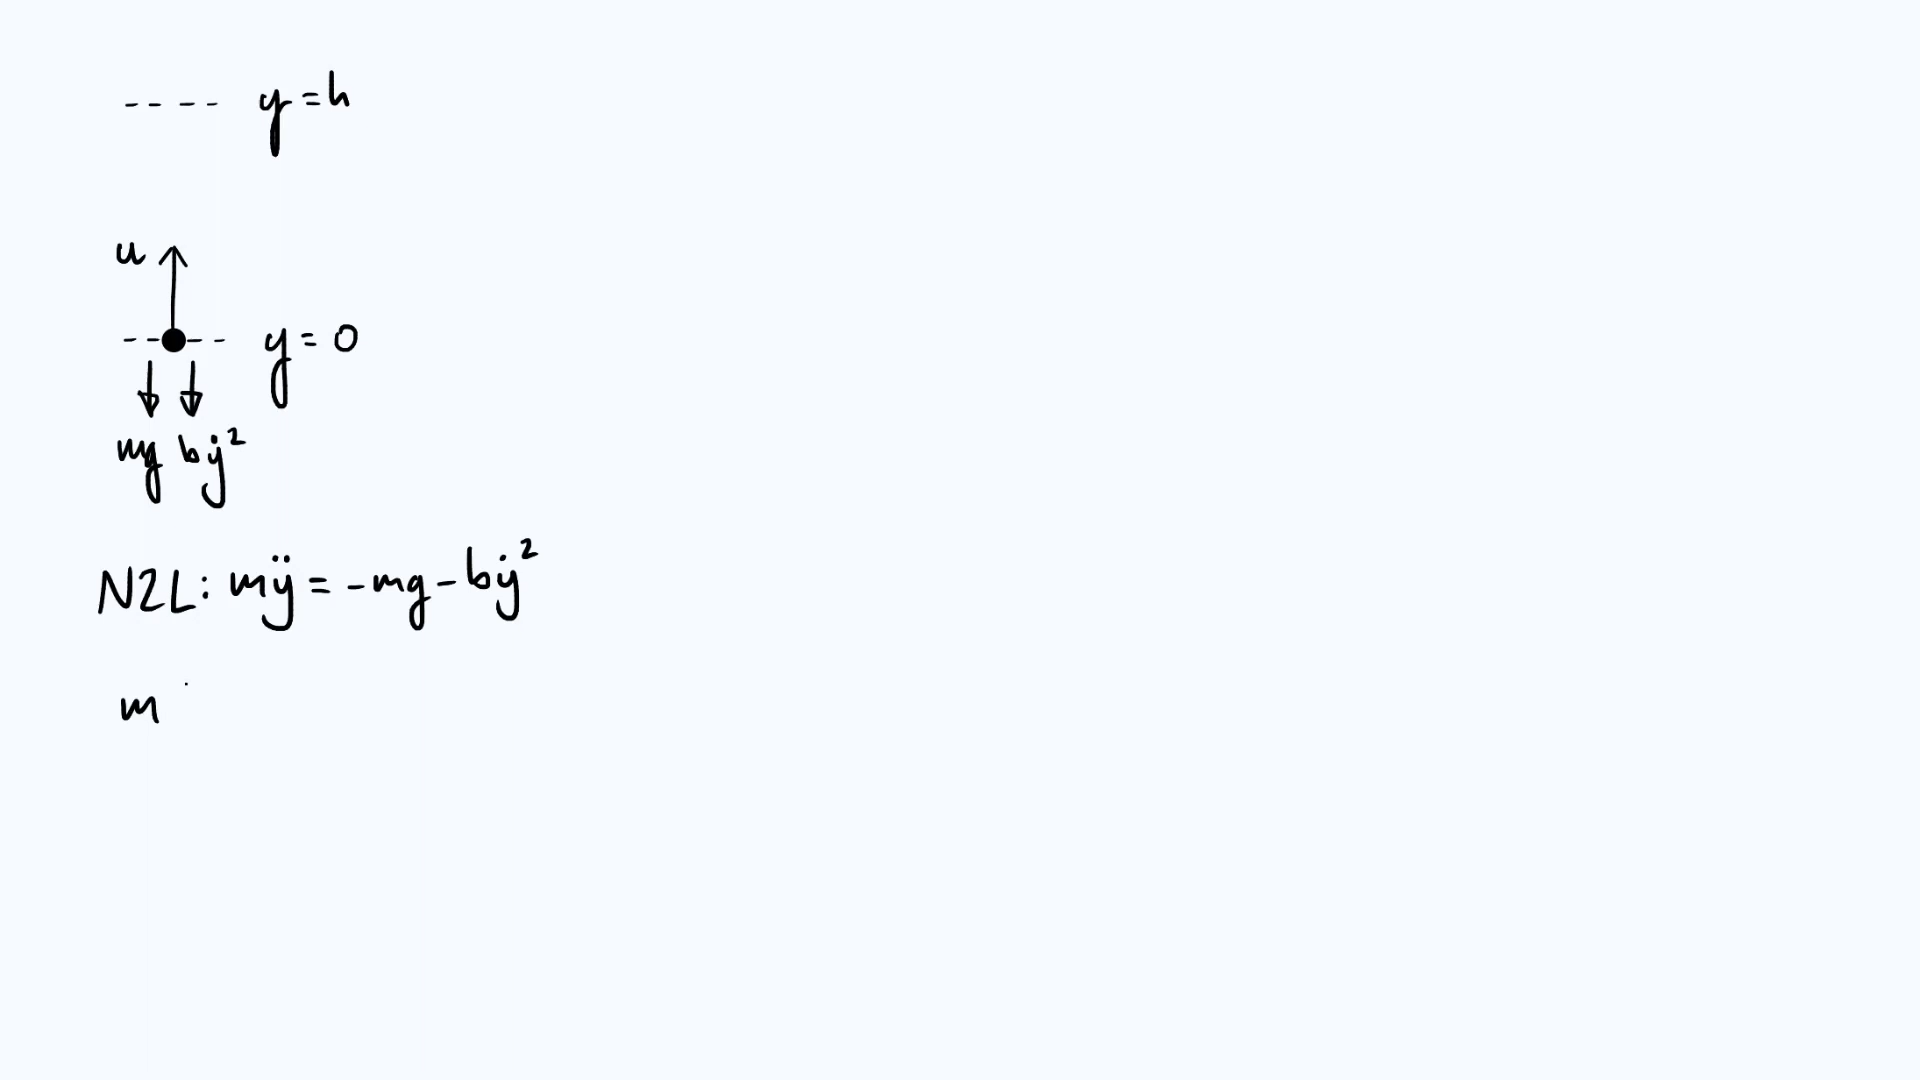 ---- y = h
u
y = 0
mg bẏ²
N2L: mÿ = -mg - bẏ²
m